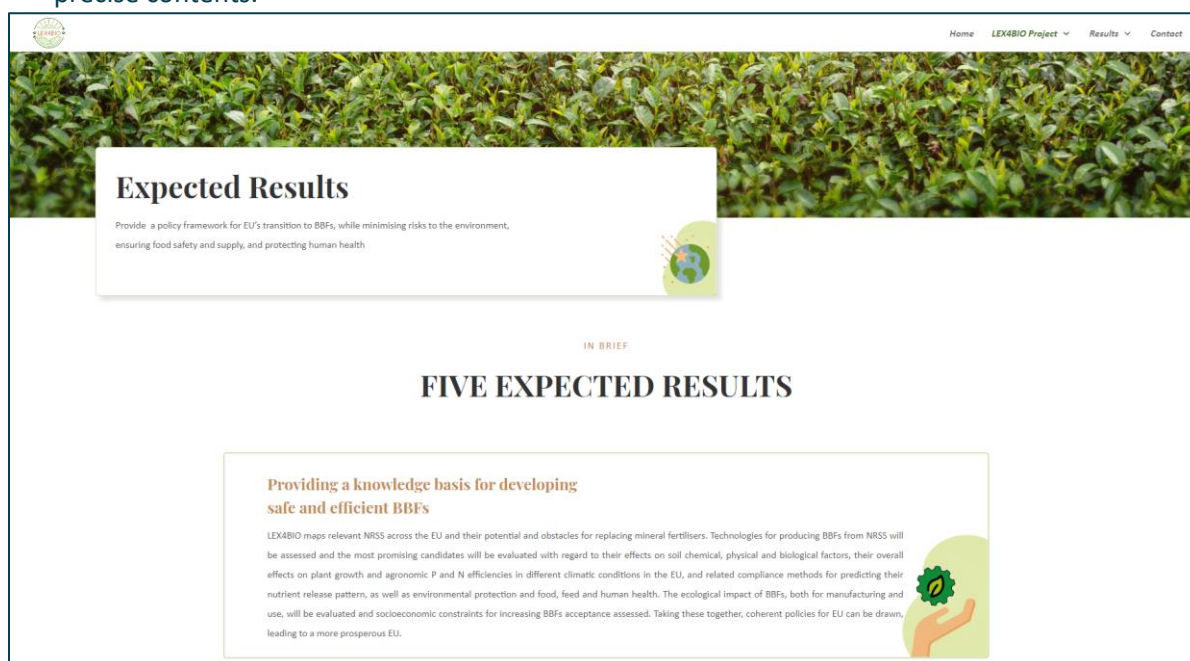 precise contents.
LEX4BIO
Home LEX4BIO Project Results Contact
Expected Results
Provide a policy framework for EU's transition to BBFs, while minimising risks to the environment,
ensuring food safety and supply, and protecting human health
IN BRIEF
FIVE EXPECTED RESULTS
Providing a knowledge basis for developing
safe and efficient BBFs
LEX4BIO maps relevant NRSS across the EU and their potential and obstacles for replacing mineral fertilisers. Technologies for producing BBFs from NRSS will
be assessed and the most promising candidates will be evaluated with regard to their effects on soil chemical, physical and biological factors, their overall
effects on plant growth and agronomic P and N efficiencies in different climatic conditions in the EU, and related compliance methods for predicting their
nutrient release pattern, as well as environmental protection and food, feed and human health. The ecological impact of BBFs, both for manufacturing and
use, will be evaluated and socioeconomic constraints for increasing BBFs acceptance assessed. Taking these together, coherent policies for EU can be drawn,
leading to a more prosperous EU.